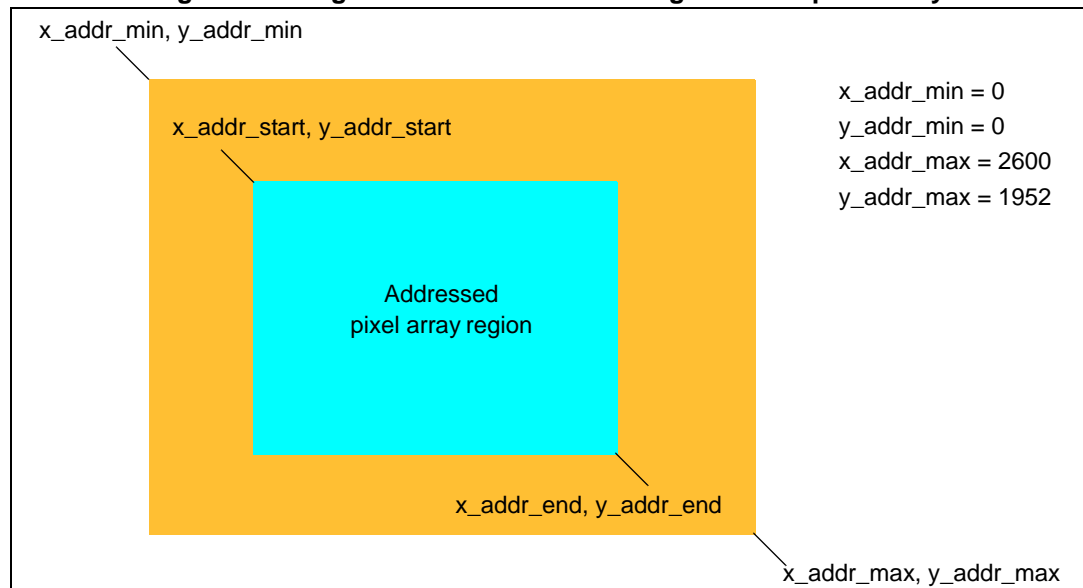 x_addr_min, y_addr_min
x_addr_min = 0
x_addr_start, y_addr_start
y_addr_min = 0
x_addr_max = 2600
y_addr_max = 1952
Addressed
pixel array region
x_addr_end, y_addr_end
x_addr_max, y_addr_max